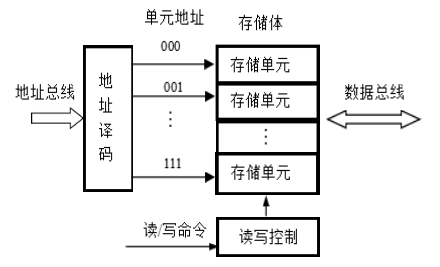 单元地址
存储体
000
存储单元
地址译码
地址总线
001
存储单元
数据总线
⋮
⋮
111
存储单元
读/写命令
读写控制